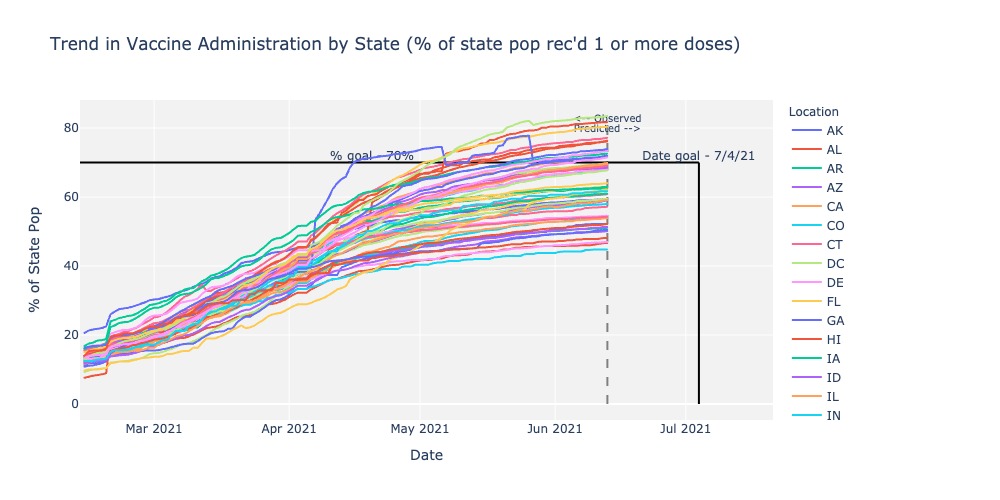 Trend in Vaccine Administration by State (% of state pop rec'd 1 or more doses)
Location
AK
AL
AR
AZ
CA
CO
CT
DC
DE
FL
GA
HI
IA
ID
IL
IN
<-- Observed
Predicted -->
% goal - 70%
Date goal - 7/4/21
% of State Pop
80
60
40
20
0
Mar 2021
Apr 2021
May 2021
Jun 2021
Jul 2021
Date